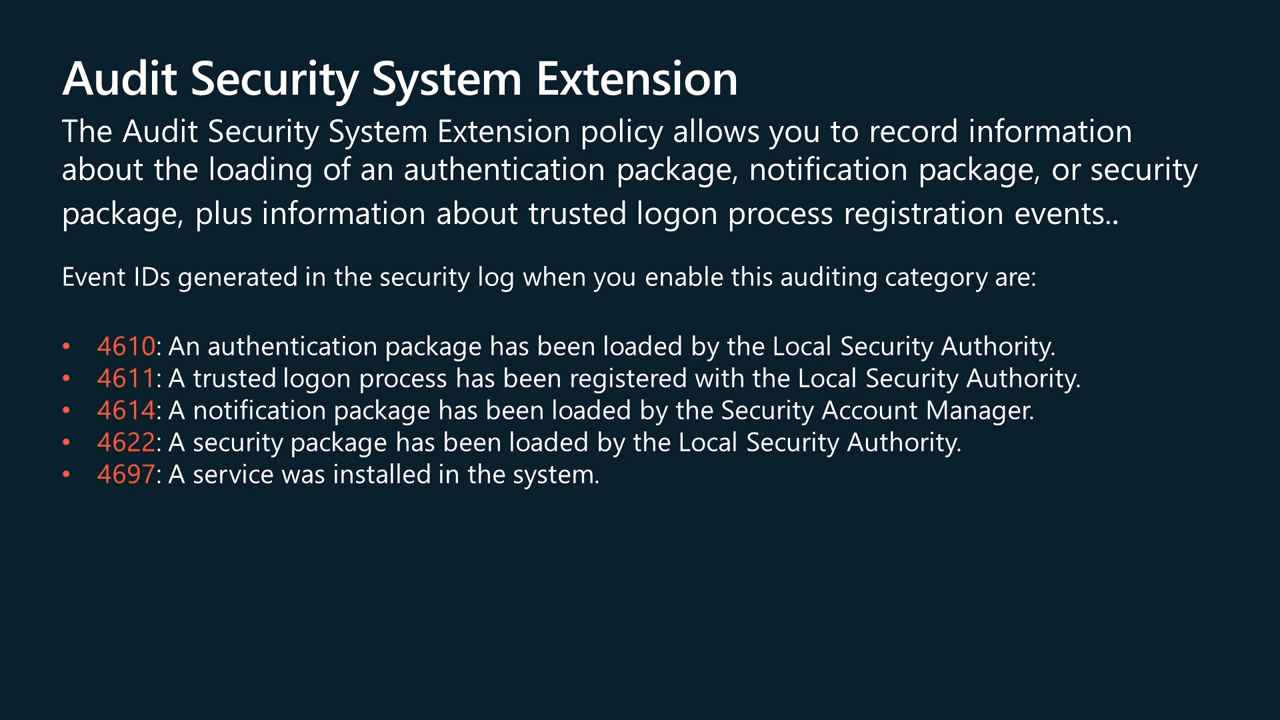 Audit Security System Extension
The Audit Security System Extension policy allows you to record information
about the loading of an authentication package, notification package, or security
package, plus information about trusted logon process registration events..
Event IDs generated in the security log when you enable this auditing category are:
• 4610: An authentication package has been loaded by the Local Security Authority.
• 4611: A trusted logon process has been registered with the Local Security Authority.
• 4614: A notification package has been loaded by the Security Account Manager.
• 4622: A security package has been loaded by the Local Security Authority.
• 4697: A service was installed in the system.